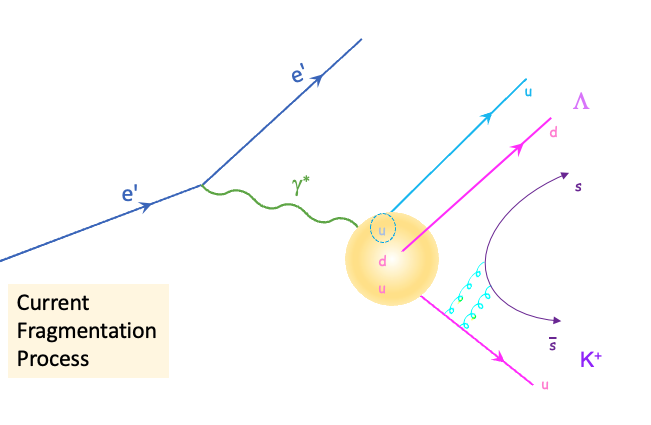 e'
u
Λ
d
e'
γ*
s
u
d
u
Current
Fragmentation
Process
s̅
K⁺
u